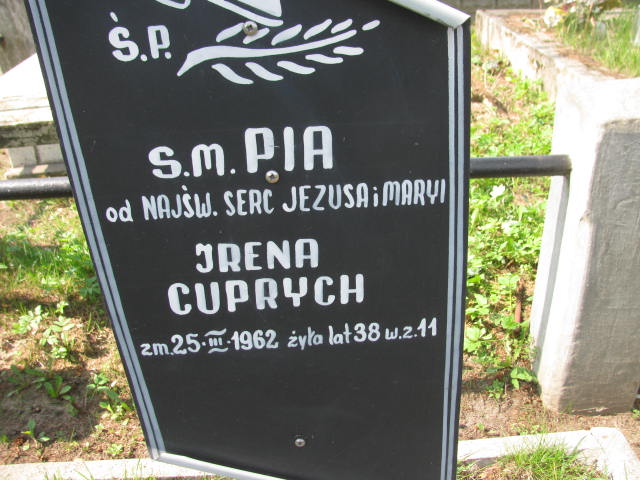 Ś.P.
S.M. PIA
od NAJŚW. SERC JEZUSA i MARYI
IRENA
CUPRYCH
zm. 25·III·1962 żyła lat 38 w.z. 11